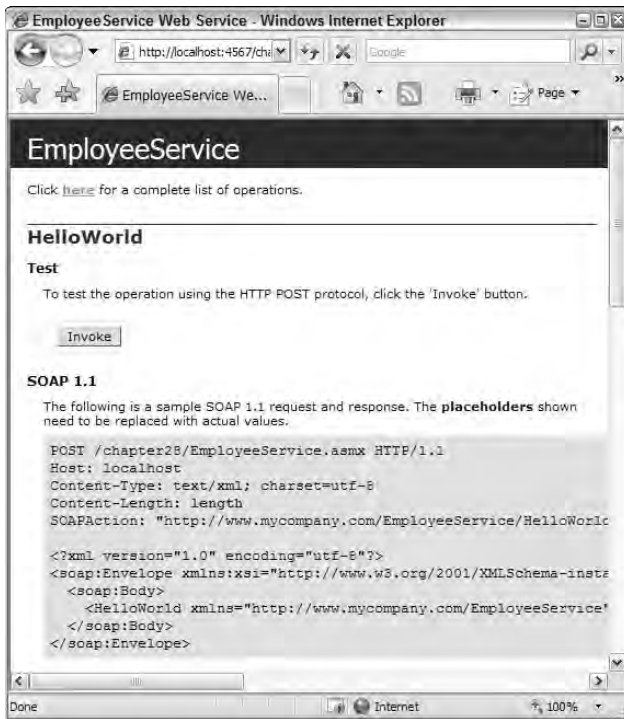 EmployeeService Web Service - Windows Internet Explorer
http://localhost:4567/cha
Google
EmployeeService We...
Page
»
EmployeeService
Click here for a complete list of operations.
HelloWorld
Test
To test the operation using the HTTP POST protocol, click the 'Invoke' button.
Invoke
SOAP 1.1
The following is a sample SOAP 1.1 request and response. The placeholders shown
need to be replaced with actual values.
POST /chapter28/EmployeeService.asmx HTTP/1.1
Host: localhost
Content-Type: text/xml; charset=utf-8
Content-Length: length
SOAPAction: "http://www.mycompany.com/EmployeeService/HelloWorld
<?xml version="1.0" encoding="utf-8"?>
<soap:Envelope xmlns:xsi="http://www.w3.org/2001/XMLSchema-insta
<soap:Body>
<HelloWorld xmlns="http://www.mycompany.com/EmployeeService"
</soap:Body>
</soap:Envelope>
Done
Internet
100%